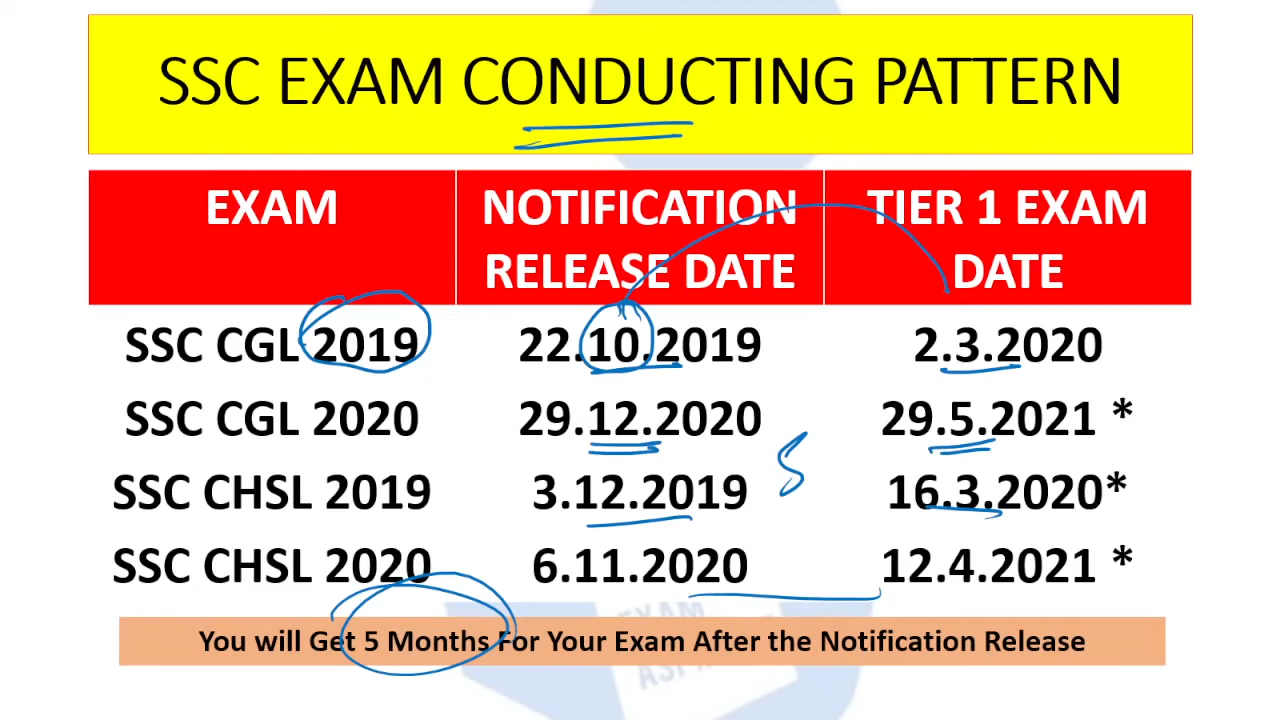 SSC EXAM CONDUCTING PATTERN
EXAM NOTIFICATION RELEASE DATE TIER 1 EXAM DATE
SSC CGL 2019 22.10.2019 2.3.2020
SSC CGL 2020 29.12.2020 29.5.2021 *
SSC CHSL 2019 3.12.2019 16.3.2020*
SSC CHSL 2020 6.11.2020 12.4.2021 *
You will Get 5 Months For Your Exam After the Notification Release
EXAM